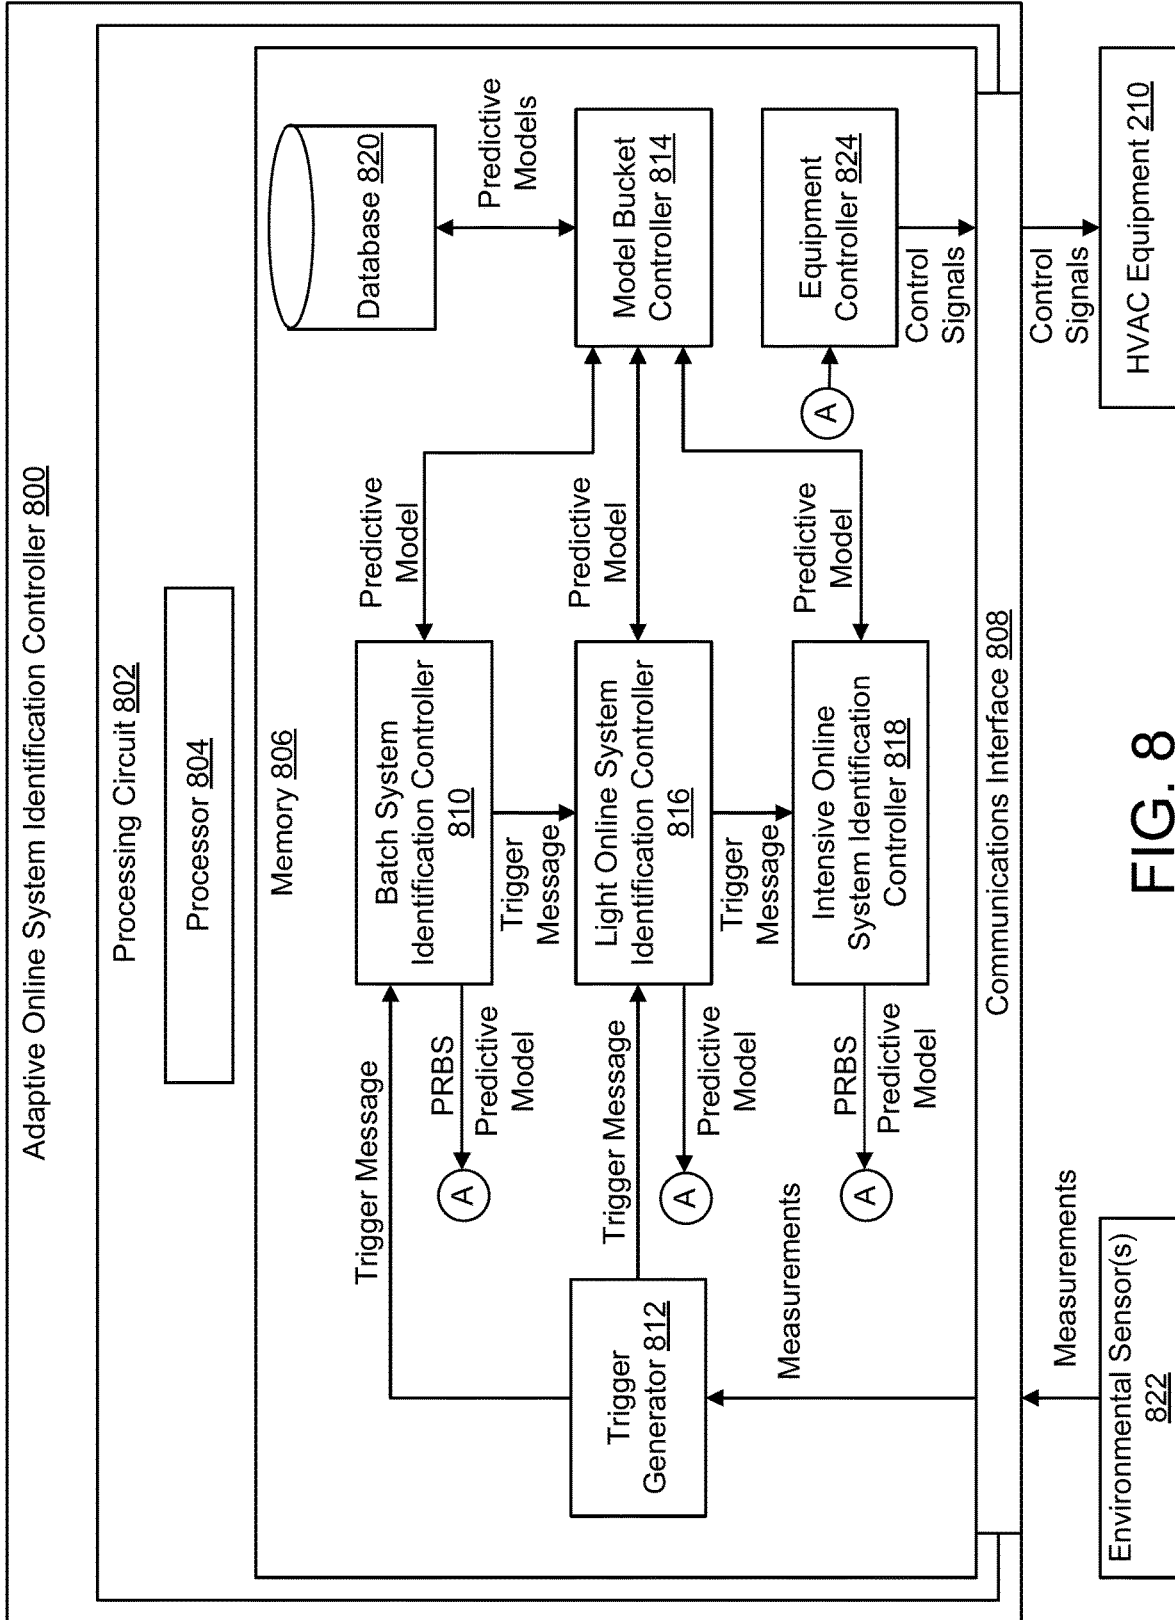 Adaptive Online System Identification Controller 800
Processing Circuit 802
Processor 804
Memory 806
Database 820
Predictive
Models
Batch System
Identification Controller
810
Predictive
Model
Model Bucket
Controller 814
Trigger Message
PRBS
Predictive
Model
A
Trigger
Message
Trigger
Generator 812
Trigger Message
Light Online System
Identification Controller
816
Predictive
Model
Predictive
Model
A
Trigger
Message
Measurements
Intensive Online
System Identification
Controller 818
Predictive
Model
PRBS
Predictive
Model
A
A
Equipment
Controller 824
Control
Signals
Communications Interface 808
Measurements
Control
Signals
Environmental Sensor(s)
822
HVAC Equipment 210
FIG. 8